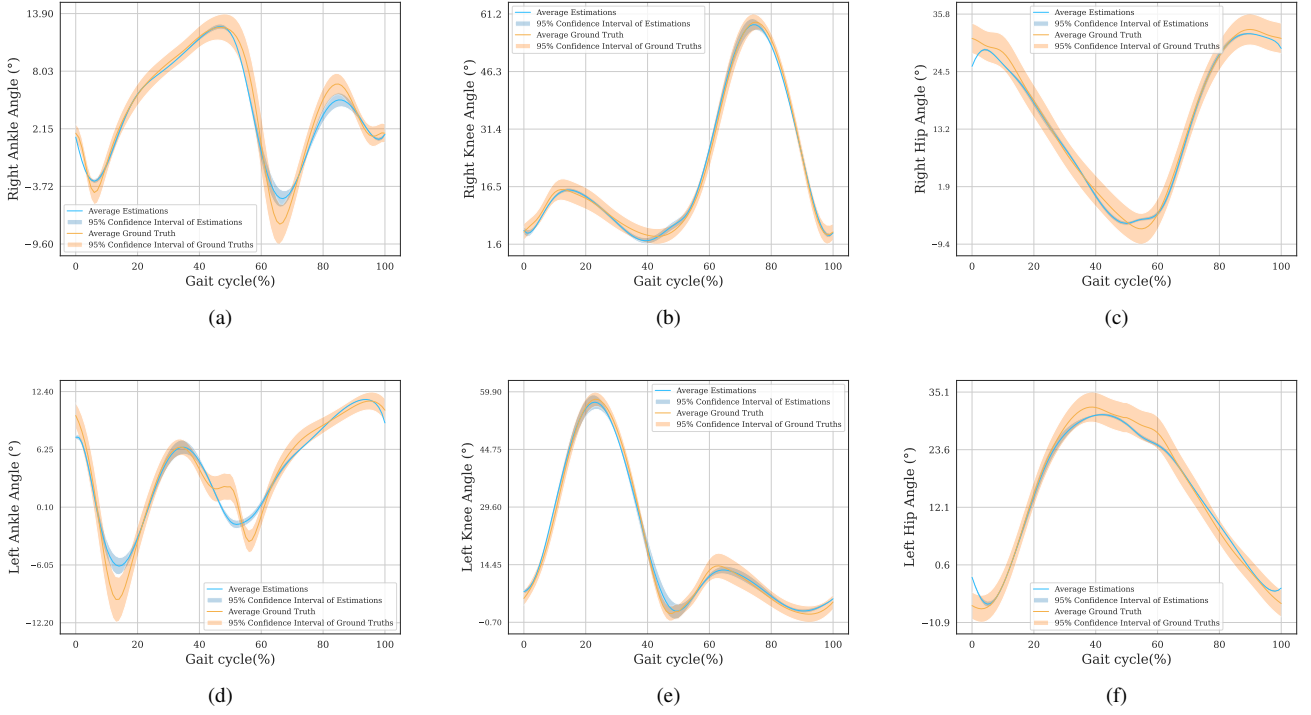 13.90
8.03
2.15
−3.72
−9.60
Right Ankle Angle (°)
Average Estimations
95% Confidence Interval of Estimations
Average Ground Truth
95% Confidence Interval of Ground Truths
0 20 40 60 80 100
Gait cycle(%)
(a)
61.2
46.3
31.4
16.5
1.6
Right Knee Angle (°)
Average Estimations
95% Confidence Interval of Estimations
Average Ground Truth
95% Confidence Interval of Ground Truths
0 20 40 60 80 100
Gait cycle(%)
(b)
35.8
24.5
13.2
1.9
−9.4
Right Hip Angle (°)
Average Estimations
95% Confidence Interval of Estimations
Average Ground Truth
95% Confidence Interval of Ground Truths
0 20 40 60 80 100
Gait cycle(%)
(c)
12.40
6.25
0.10
−6.05
−12.20
Left Ankle Angle (°)
Average Estimations
95% Confidence Interval of Estimations
Average Ground Truth
95% Confidence Interval of Ground Truths
0 20 40 60 80 100
Gait cycle(%)
(d)
59.90
44.75
29.60
14.45
−0.70
Left Knee Angle (°)
Average Estimations
95% Confidence Interval of Estimations
Average Ground Truth
95% Confidence Interval of Ground Truths
0 20 40 60 80 100
Gait cycle(%)
(e)
35.1
23.6
12.1
0.6
−10.9
Left Hip Angle (°)
Average Estimations
95% Confidence Interval of Estimations
Average Ground Truth
95% Confidence Interval of Ground Truths
0 20 40 60 80 100
Gait cycle(%)
(f)